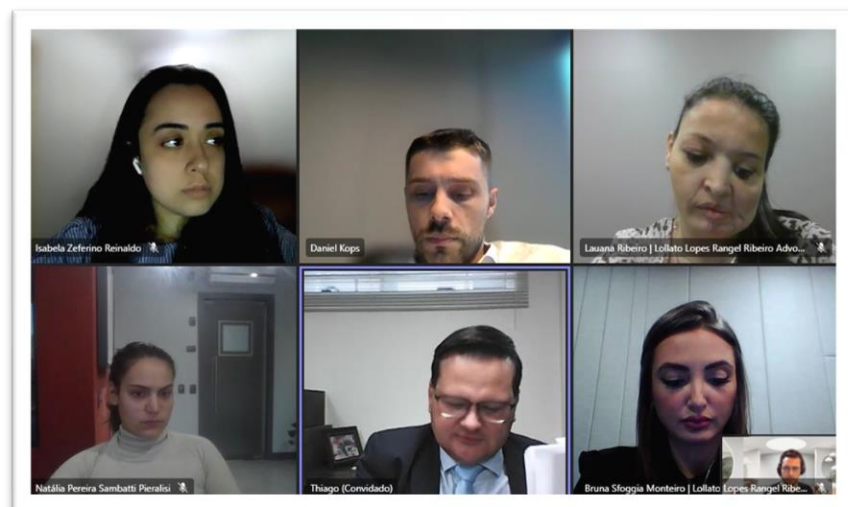 Isabela Zeferino Reinaldo
Daniel Kops
Lauana Ribeiro | Lollato Lopes Rangel Ribeiro Advo...
Natália Pereira Sambatti Pieralisi
Thiago (Convidado)
Bruna Sfoggia Monteiro | Lollato Lopes Rangel Ribe...